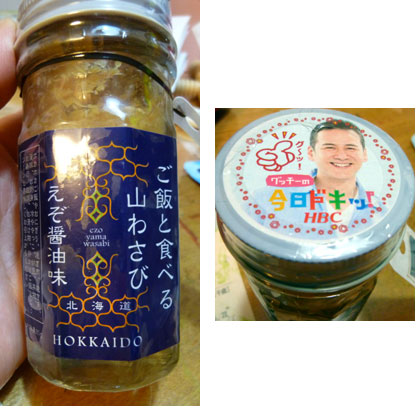 ご飯と食べる
山わさび
ezo
yama
wasabi
えぞ醤油味
北海道
HOKKAIDO
グーッ!
グッチーの
今日ドキッ!
HBC